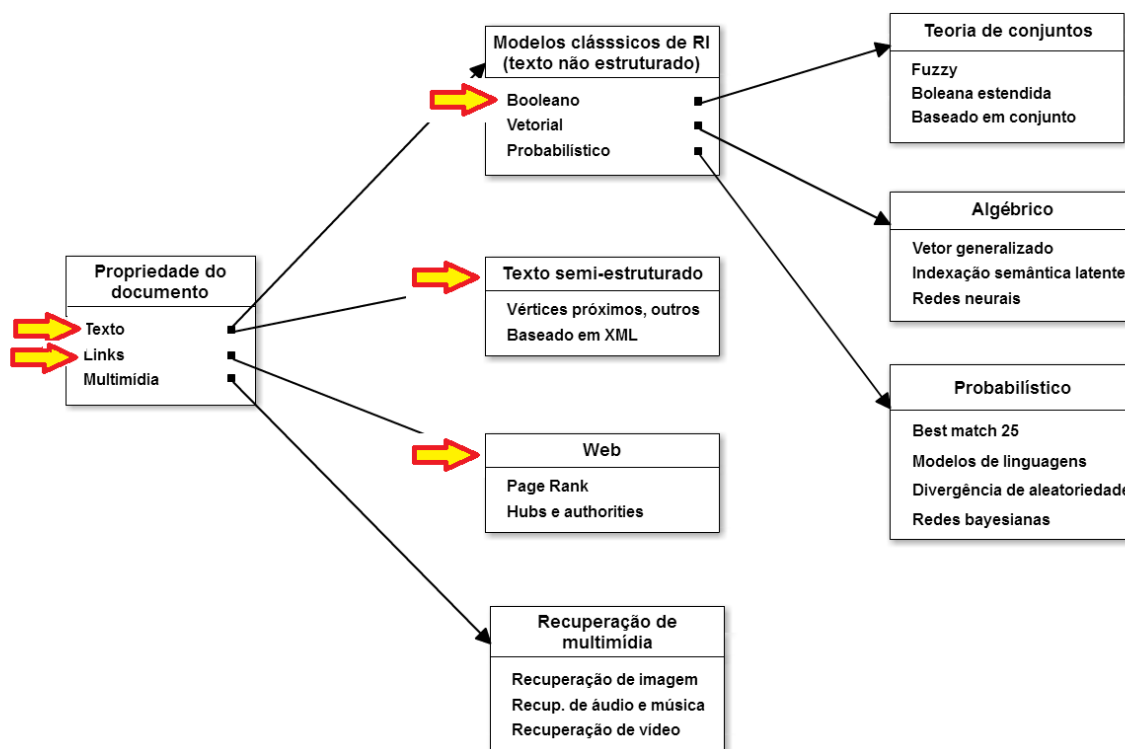 Propriedade do
documento
Texto
Links
Multimídia
Modelos clásssicos de RI
(texto não estruturado)
Booleano
Vetorial
Probabilístico
Texto semi-estruturado
Vértices próximos, outros
Baseado em XML
Web
Page Rank
Hubs e authorities
Recuperação de
multimídia
Recuperação de imagem
Recup. de áudio e música
Recuperação de vídeo
Teoria de conjuntos
Fuzzy
Boleana estendida
Baseado em conjunto
Algébrico
Vetor generalizado
Indexação semântica latente
Redes neurais
Probabilístico
Best match 25
Modelos de linguagens
Divergência de aleatoriedade
Redes bayesianas